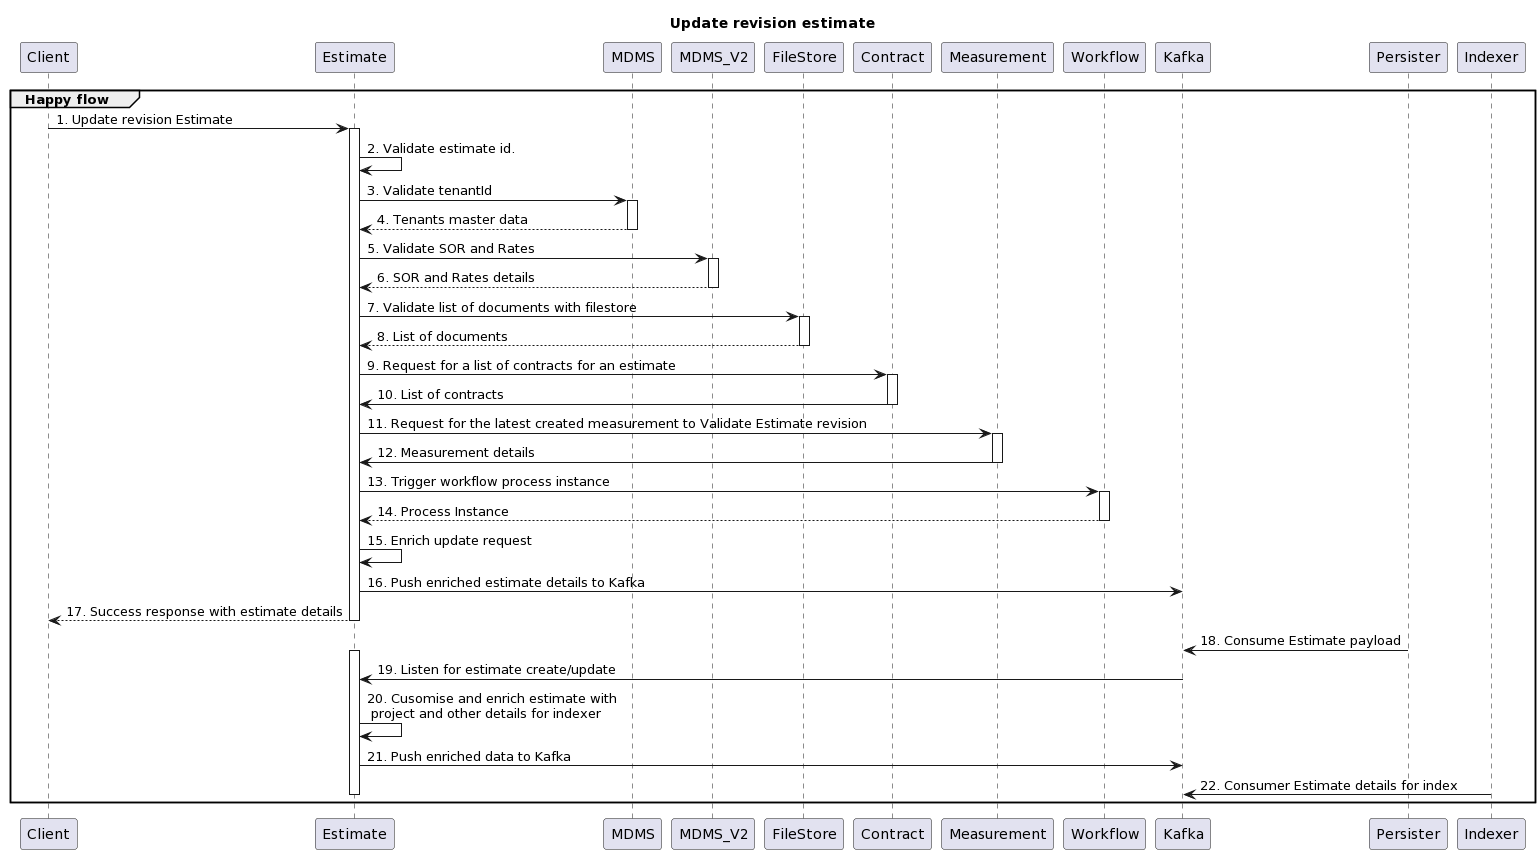 Update revision estimate
Client Estimate MDMS MDMS_V2 FileStore Contract Measurement Workflow Kafka Persister Indexer
Happy flow
1. Update revision Estimate
2. Validate estimate id.
3. Validate tenantId
4. Tenants master data
5. Validate SOR and Rates
6. SOR and Rates details
7. Validate list of documents with filestore
8. List of documents
9. Request for a list of contracts for an estimate
10. List of contracts
11. Request for the latest created measurement to Validate Estimate revision
12. Measurement details
13. Trigger workflow process instance
14. Process Instance
15. Enrich update request
16. Push enriched estimate details to Kafka
17. Success response with estimate details
18. Consume Estimate payload
19. Listen for estimate create/update
20. Cusomise and enrich estimate with
project and other details for indexer
21. Push enriched data to Kafka
22. Consumer Estimate details for index
Client Estimate MDMS MDMS_V2 FileStore Contract Measurement Workflow Kafka Persister Indexer